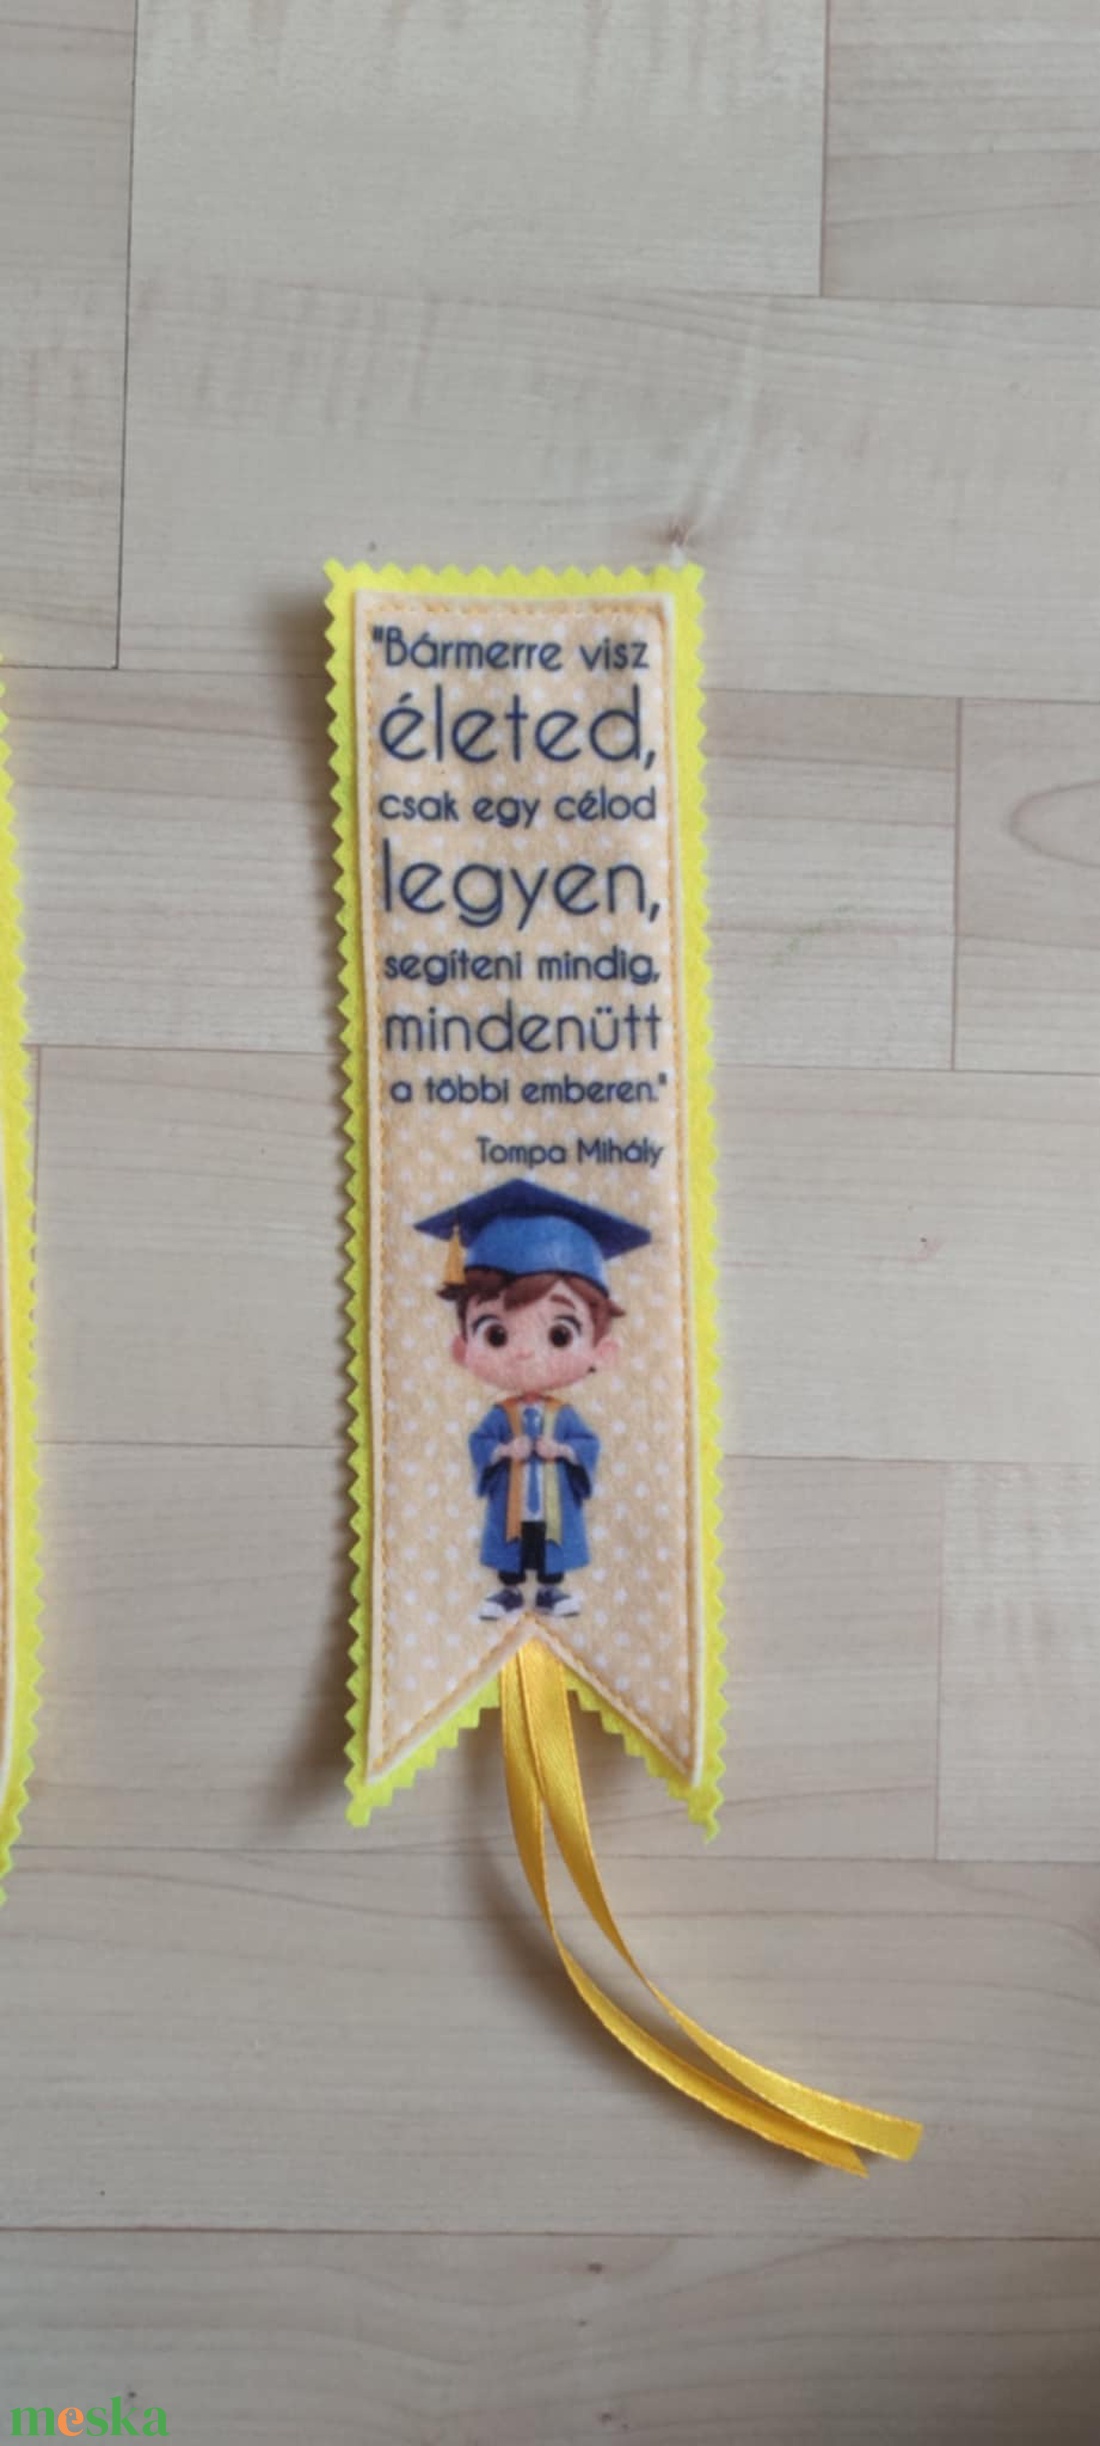 "Bármerre visz
életed,
csak egy célod
legyen,
segíteni mindig,
mindenütt
a többi emberen."
Tompa Mihály
meska